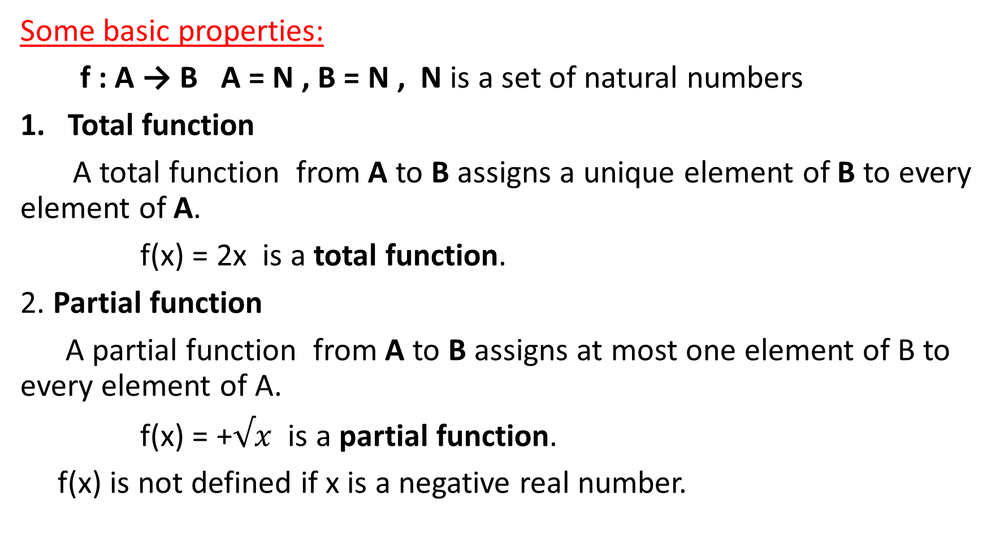 Some basic properties:
f : A → B A = N , B = N , N is a set of natural numbers
1. Total function
A total function from A to B assigns a unique element of B to every
element of A.
f(x) = 2x is a total function.
2. Partial function
A partial function from A to B assigns at most one element of B to
every element of A.
f(x) = +√x is a partial function.
f(x) is not defined if x is a negative real number.